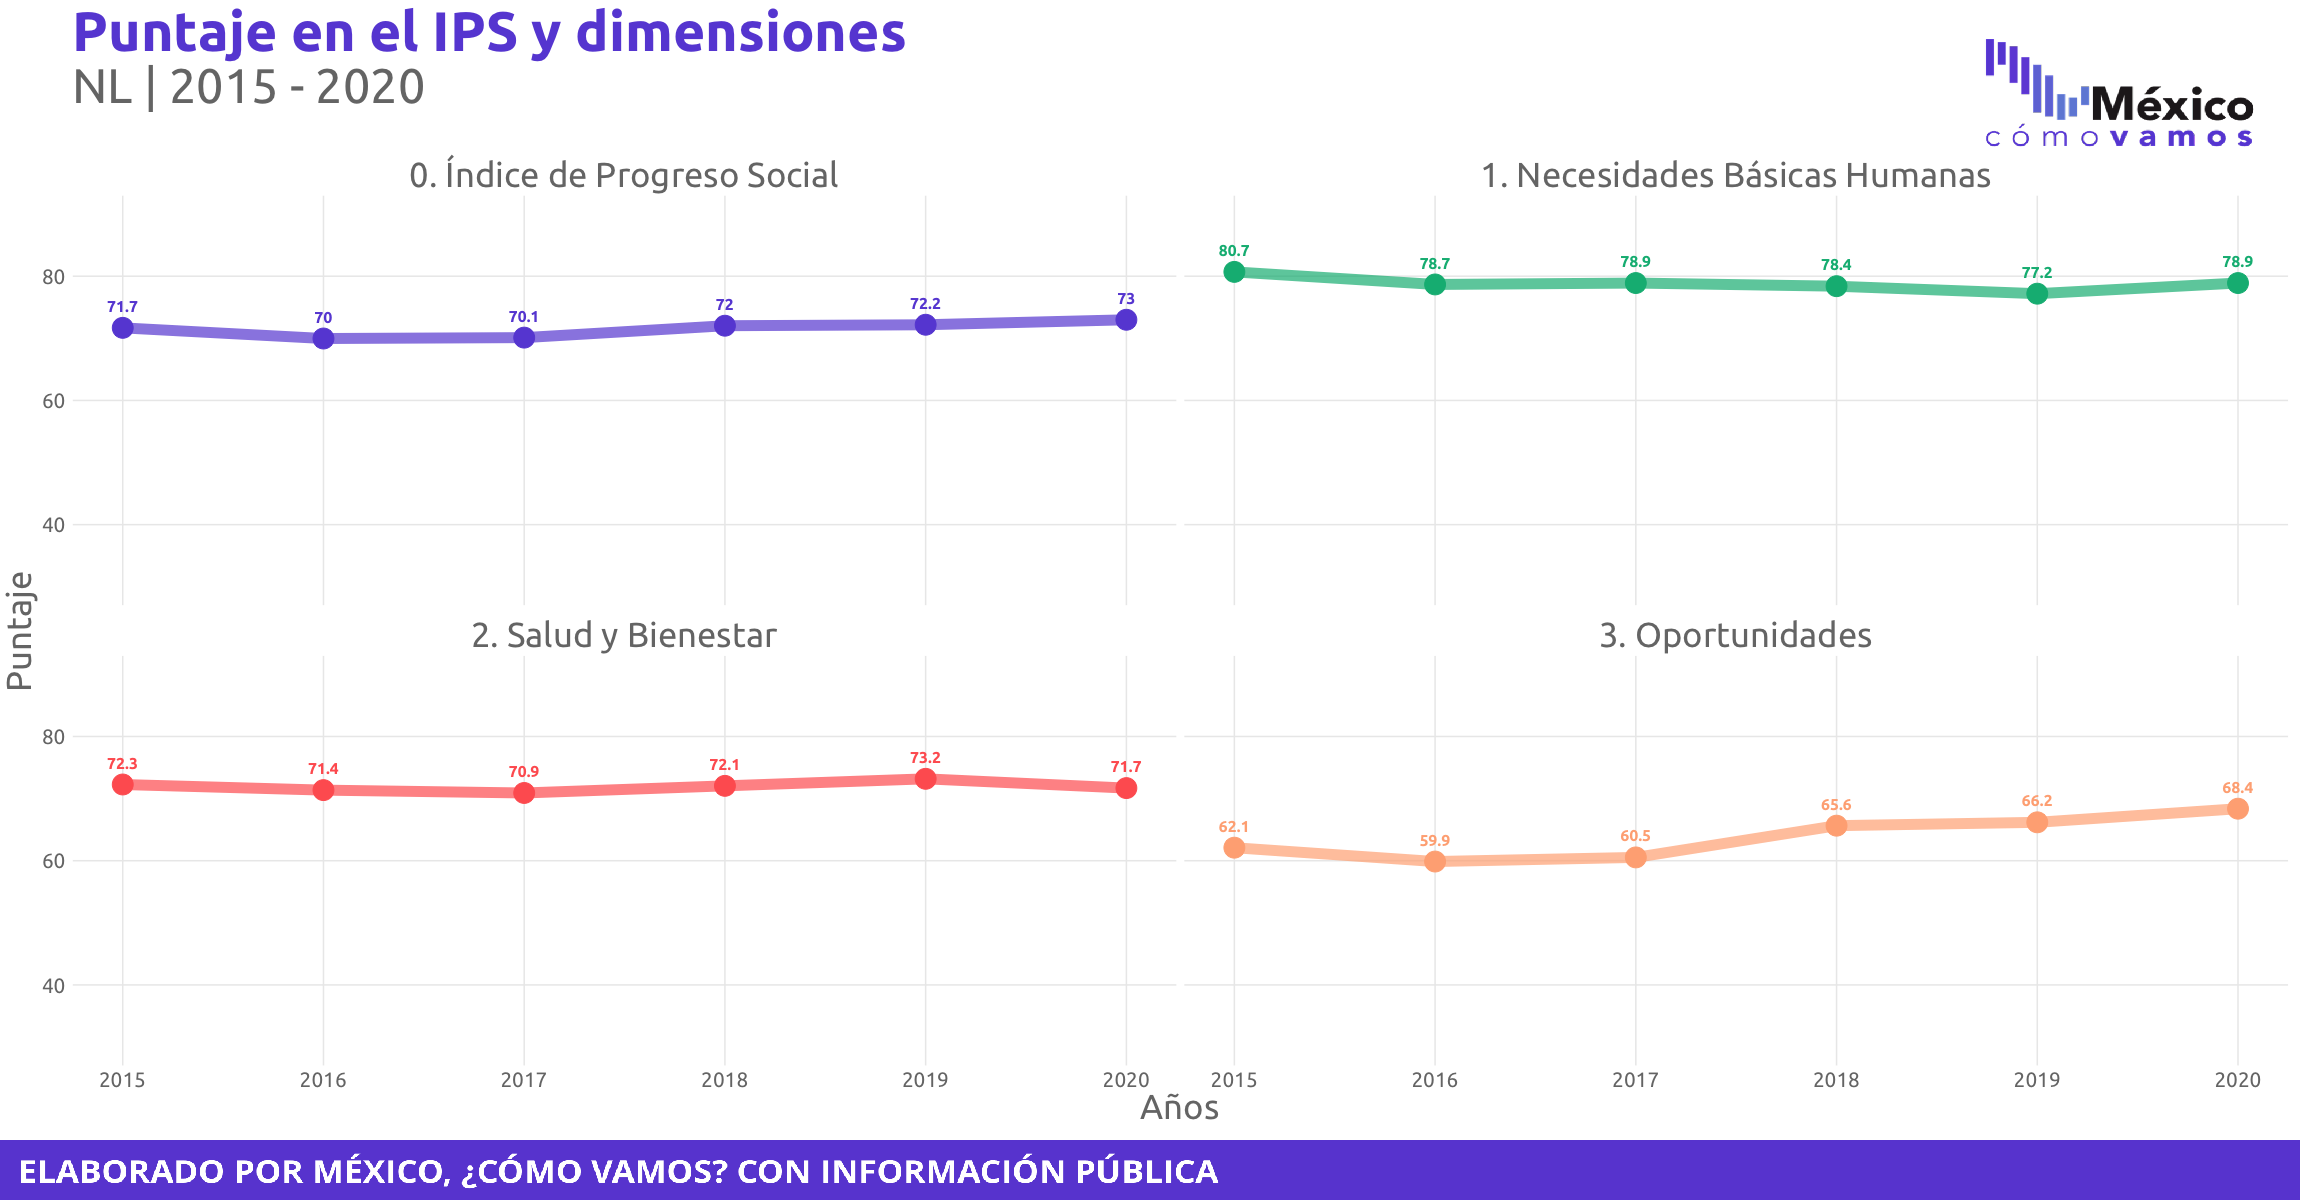 Puntaje en el IPS y dimensiones
NL | 2015 - 2020
México
cómovamos
0. Índice de Progreso Social
1. Necesidades Básicas Humanas
80
60
40
71.7
70
70.1
72
72.2
73
80.7
78.7
78.9
78.4
77.2
78.9
Puntaje
2. Salud y Bienestar
3. Oportunidades
80
60
40
72.3
71.4
70.9
72.1
73.2
71.7
62.1
59.9
60.5
65.6
66.2
68.4
2015 2016 2017 2018 2019 2020 2015 2016 2017 2018 2019 2020
Años
ELABORADO POR MÉXICO, ¿CÓMO VAMOS? CON INFORMACIÓN PÚBLICA